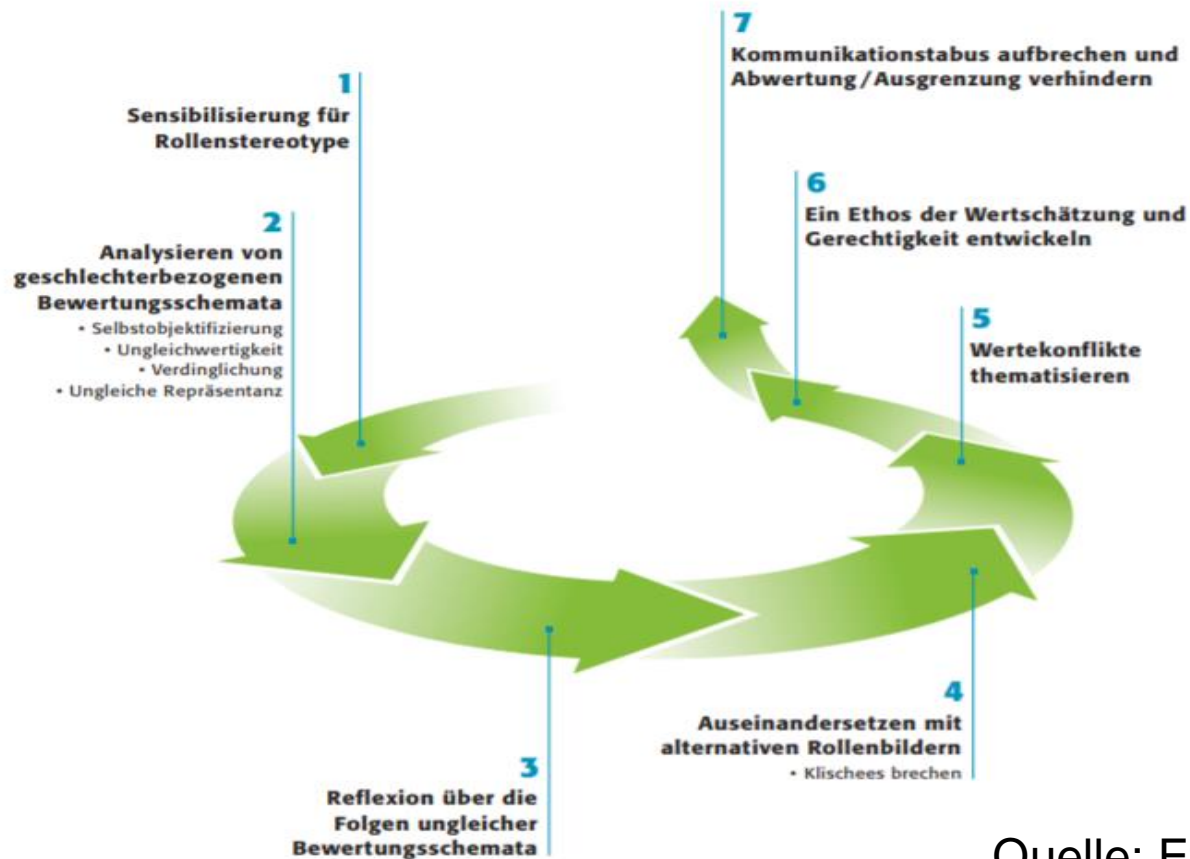 1
Sensibilisierung für
Rollenstereotype
2
Analysieren von
geschlechterbezogenen
Bewertungsschemata
• Selbstobjektifizierung
• Ungleichwertigkeit
• Verdinglichung
• Ungleiche Repräsentanz
3
Reflexion über die
Folgen ungleicher
Bewertungsschemata
4
Auseinandersetzen mit
alternativen Rollenbildern
• Klischees brechen
5
Wertekonflikte
thematisieren
6
Ein Ethos der Wertschätzung und
Gerechtigkeit entwickeln
7
Kommunikationstabus aufbrechen und
Abwertung/Ausgrenzung verhindern
Quelle: